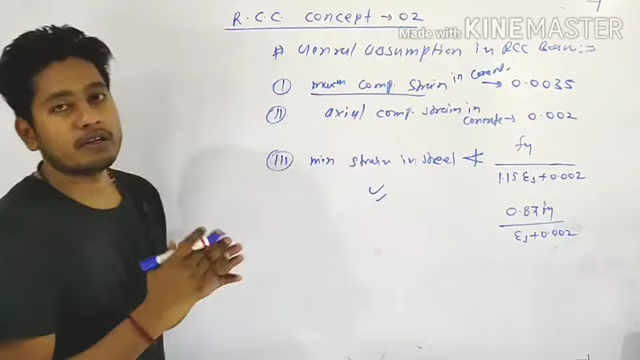 R.C.C. concept → 02
Made with KINEMASTER
# General assumption in RCC Beam :→
(I) maxm comp. strain in concrt. → 0.0035
(II) axial comp. strain in concrete → 0.002
(III) min strain in steel ≮ fy / 1.15 Es + 0.002
0.87 fy / Es + 0.002